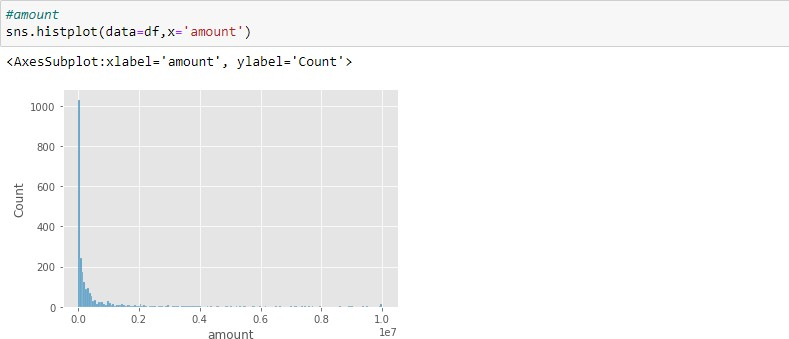 #amount
sns.histplot(data=df,x='amount')
<AxesSubplot:xlabel='amount', ylabel='Count'>
1000
800
600
400
200
0
Count
0.0 0.2 0.4 0.6 0.8 1.0
1e7
amount